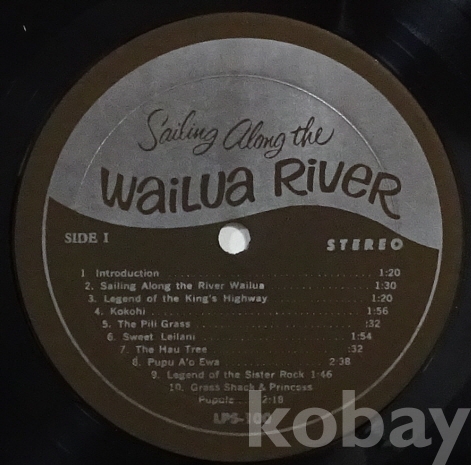 Sailing Along the
WAILUA RIVER
SIDE 1
STEREO
1 Introduction 1:20
2. Sailing Along the River Wailua 1:30
3. Legend of the King's Highway 1:20
4. Kokohi 1:56
5. The Pili Grass :32
6. Sweet Leilani 1:54
7. The Hau Tree :32
8. Pupu A'o Ewa 2:38
9. Legend of the Sister Rock 1:46
10. Grass Shack & Princess
Pupule 2:18
kobay